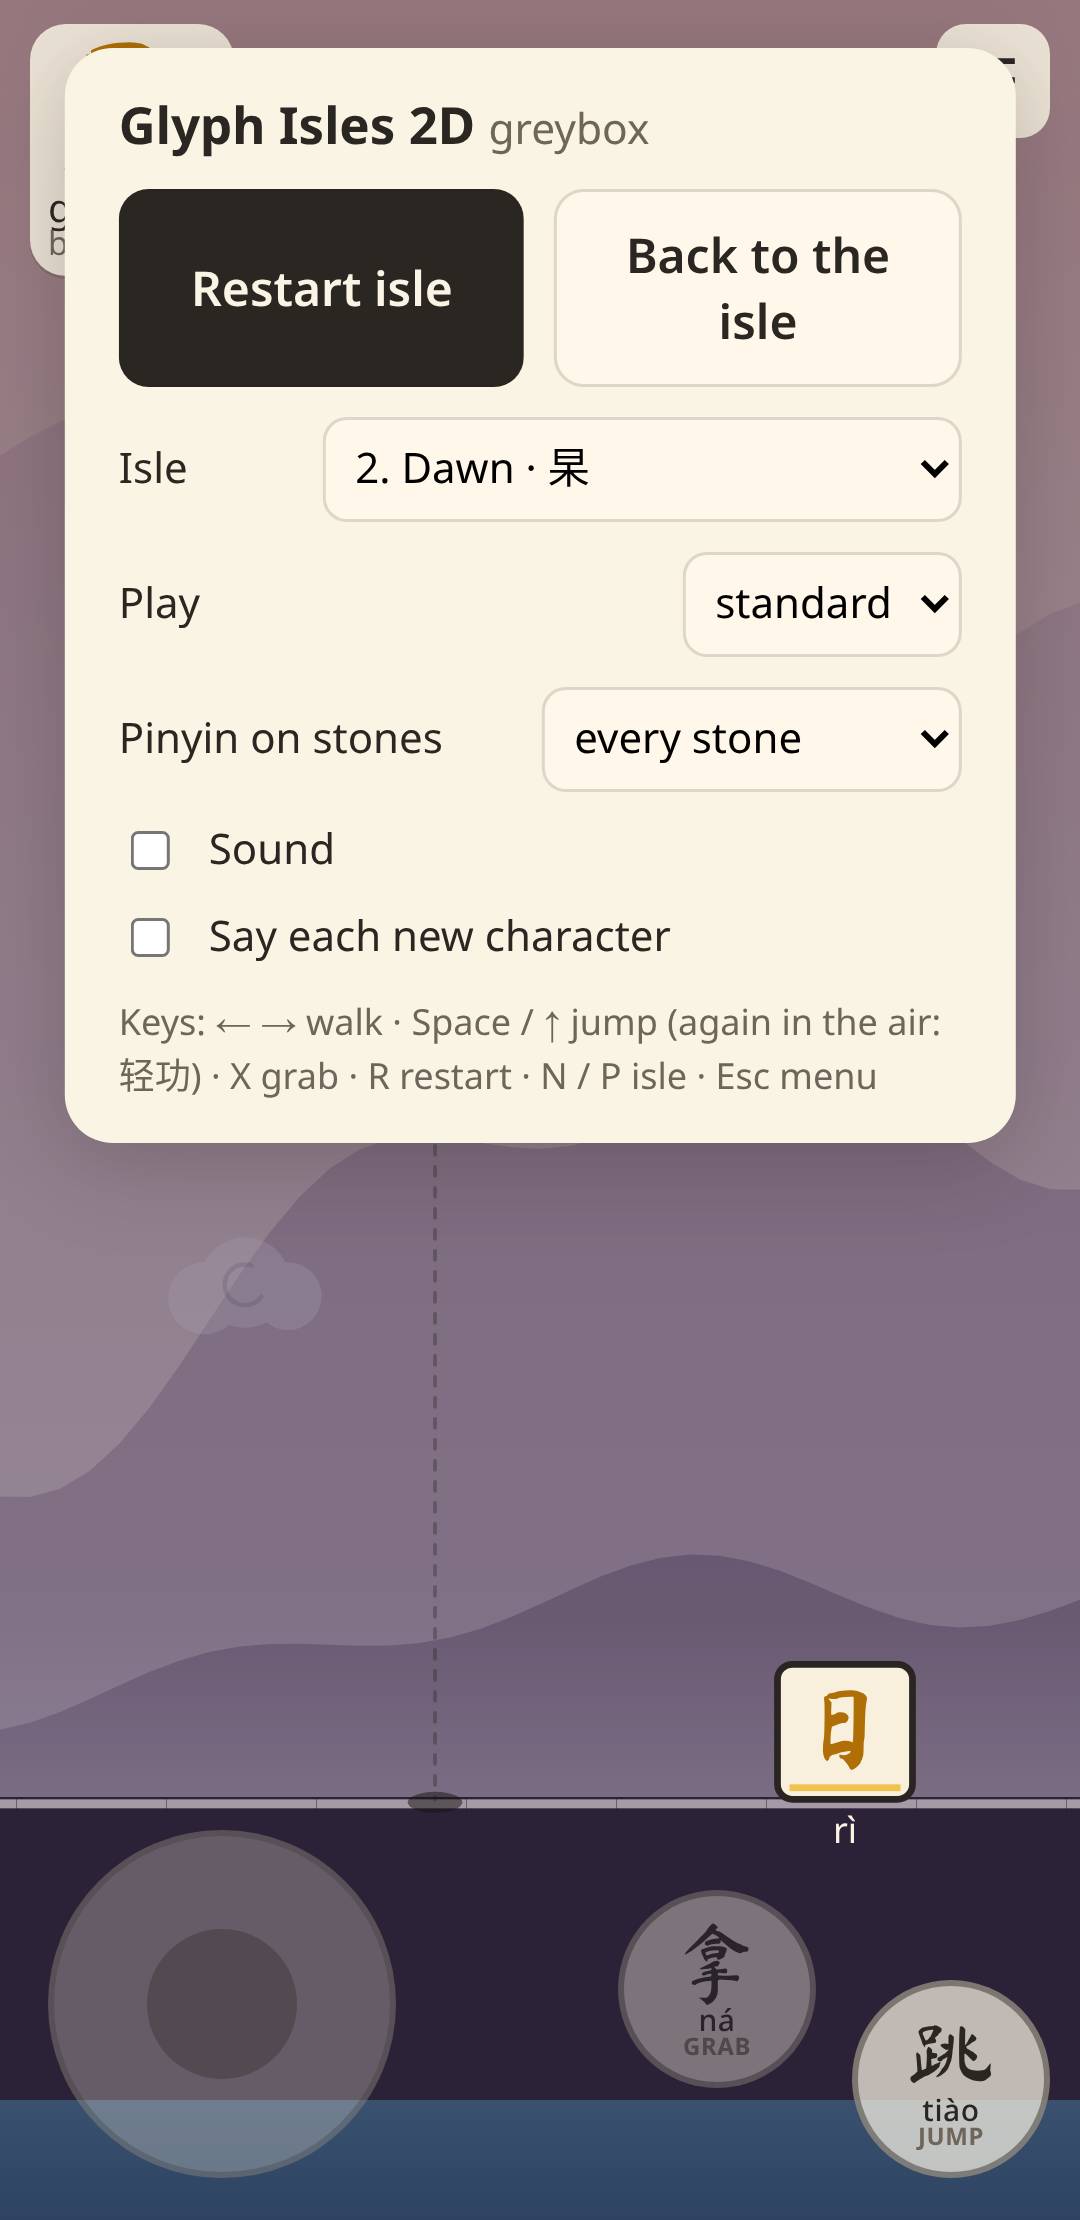 Glyph Isles 2D greybox
Restart isle
Back to the
isle
Isle
2. Dawn · 杲
Play
standard
Pinyin on stones
every stone
Sound
Say each new character
Keys: ← → walk · Space / ↑ jump (again in the air:
轻功) · X grab · R restart · N / P isle · Esc menu
日
rì
拿
ná
GRAB
跳
tiào
JUMP